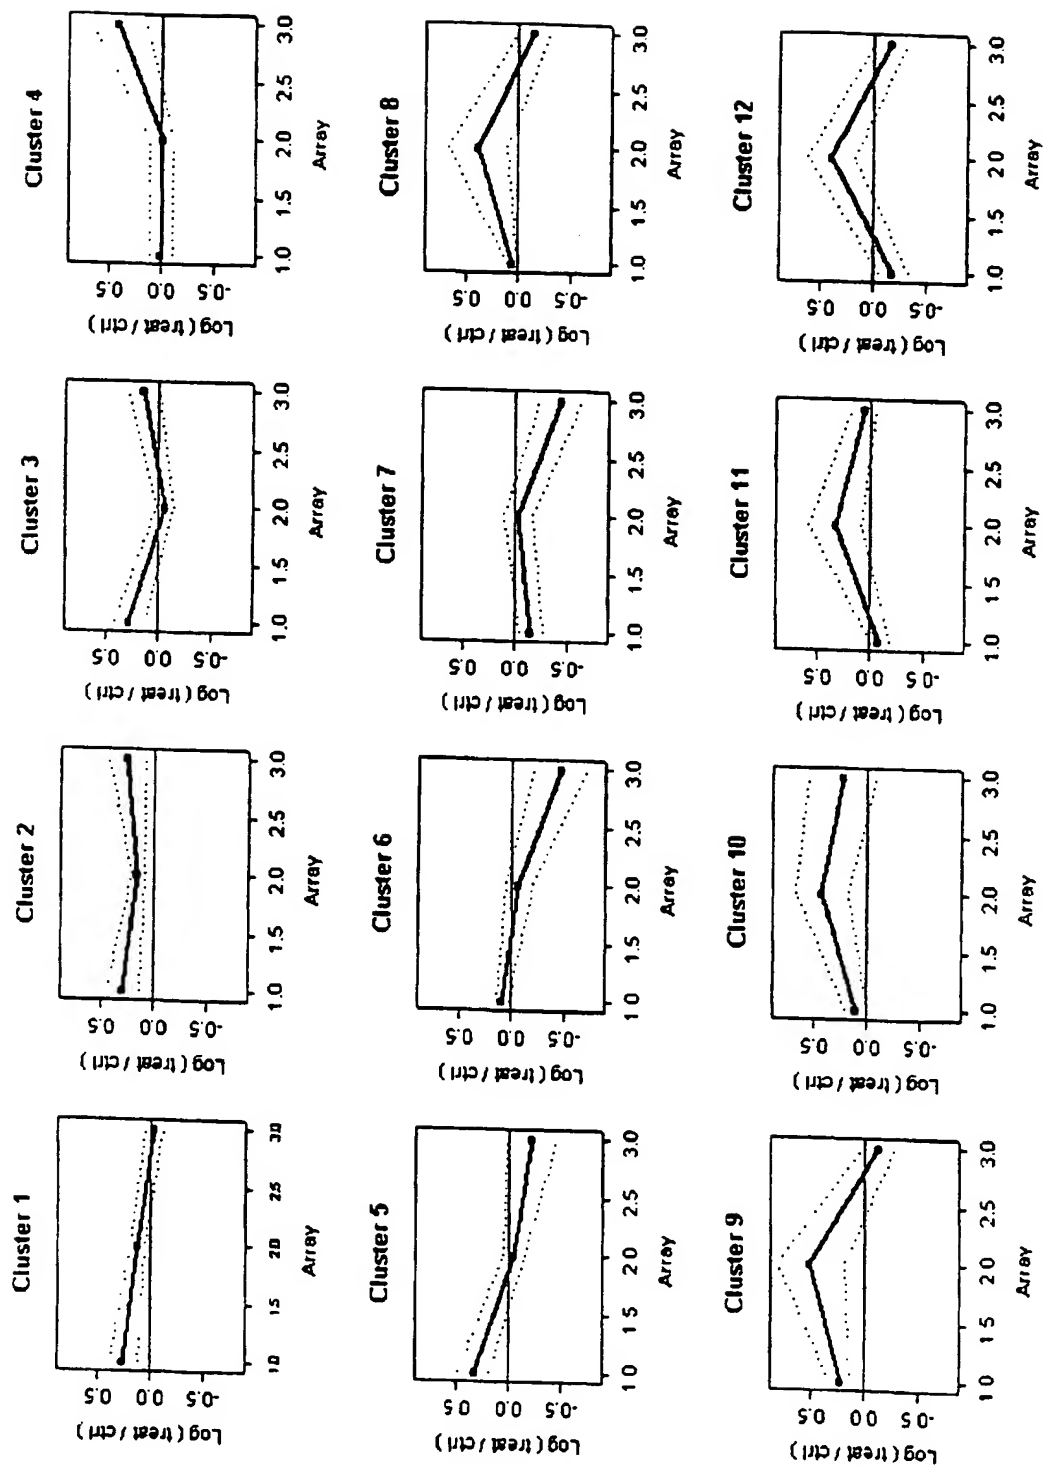 Cluster 1
Log ( treat / ctrl )
0.5
0.0
-0.5
1.0 1.5 2.0 2.5 3.0
Array
Cluster 2
Log ( treat / ctrl )
0.5
0.0
-0.5
1.0 1.5 2.0 2.5 3.0
Array
Cluster 3
Log ( treat / ctrl )
0.5
0.0
-0.5
1.0 1.5 2.0 2.5 3.0
Array
Cluster 4
Log ( treat / ctrl )
0.5
0.0
-0.5
1.0 1.5 2.0 2.5 3.0
Array
Cluster 5
Log ( treat / ctrl )
0.5
0.0
-0.5
1.0 1.5 2.0 2.5 3.0
Array
Cluster 6
Log ( treat / ctrl )
0.5
0.0
-0.5
1.0 1.5 2.0 2.5 3.0
Array
Cluster 7
Log ( treat / ctrl )
0.5
0.0
-0.5
1.0 1.5 2.0 2.5 3.0
Array
Cluster 8
Log ( treat / ctrl )
0.5
0.0
-0.5
1.0 1.5 2.0 2.5 3.0
Array
Cluster 9
Log ( treat / ctrl )
0.5
0.0
-0.5
1.0 1.5 2.0 2.5 3.0
Array
Cluster 10
Log ( treat / ctrl )
0.5
0.0
-0.5
1.0 1.5 2.0 2.5 3.0
Array
Cluster 11
Log ( treat / ctrl )
0.5
0.0
-0.5
1.0 1.5 2.0 2.5 3.0
Array
Cluster 12
Log ( treat / ctrl )
0.5
0.0
-0.5
1.0 1.5 2.0 2.5 3.0
Array